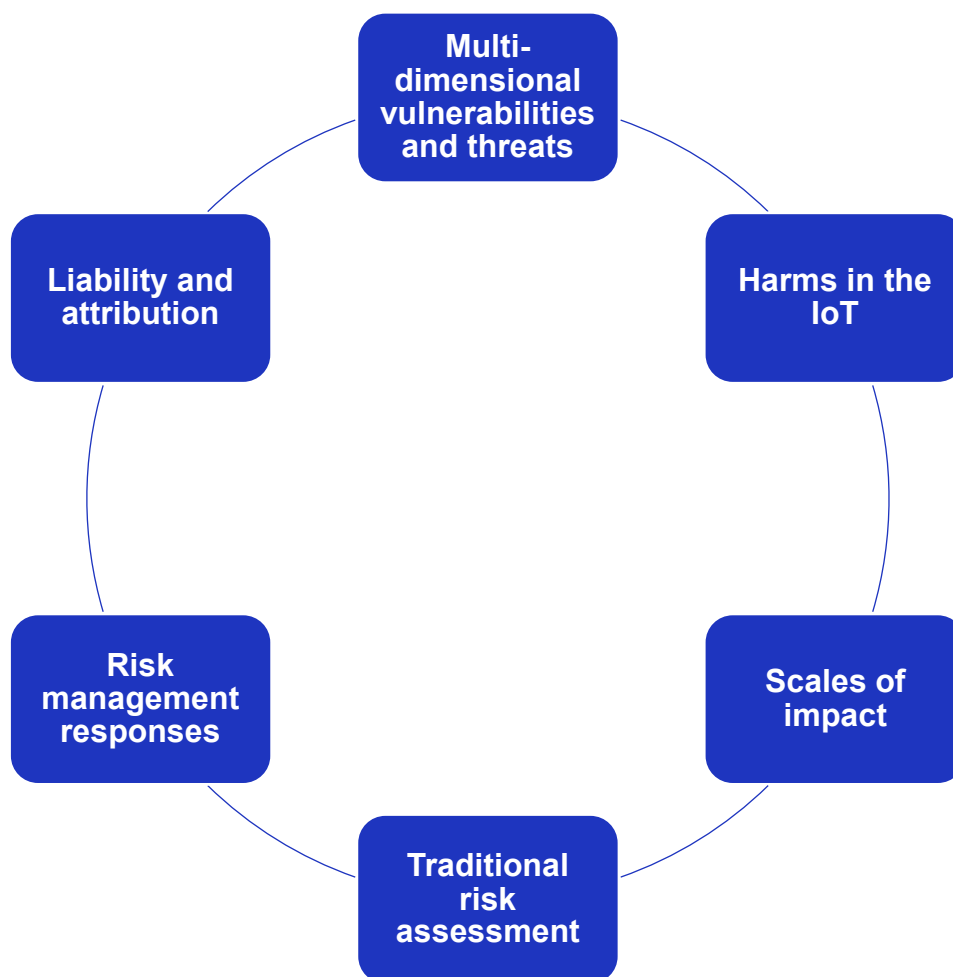 Multi-
dimensional
vulnerabilities
and threats
Harms in the
IoT
Scales of
impact
Traditional
risk
assessment
Risk
management
responses
Liability and
attribution